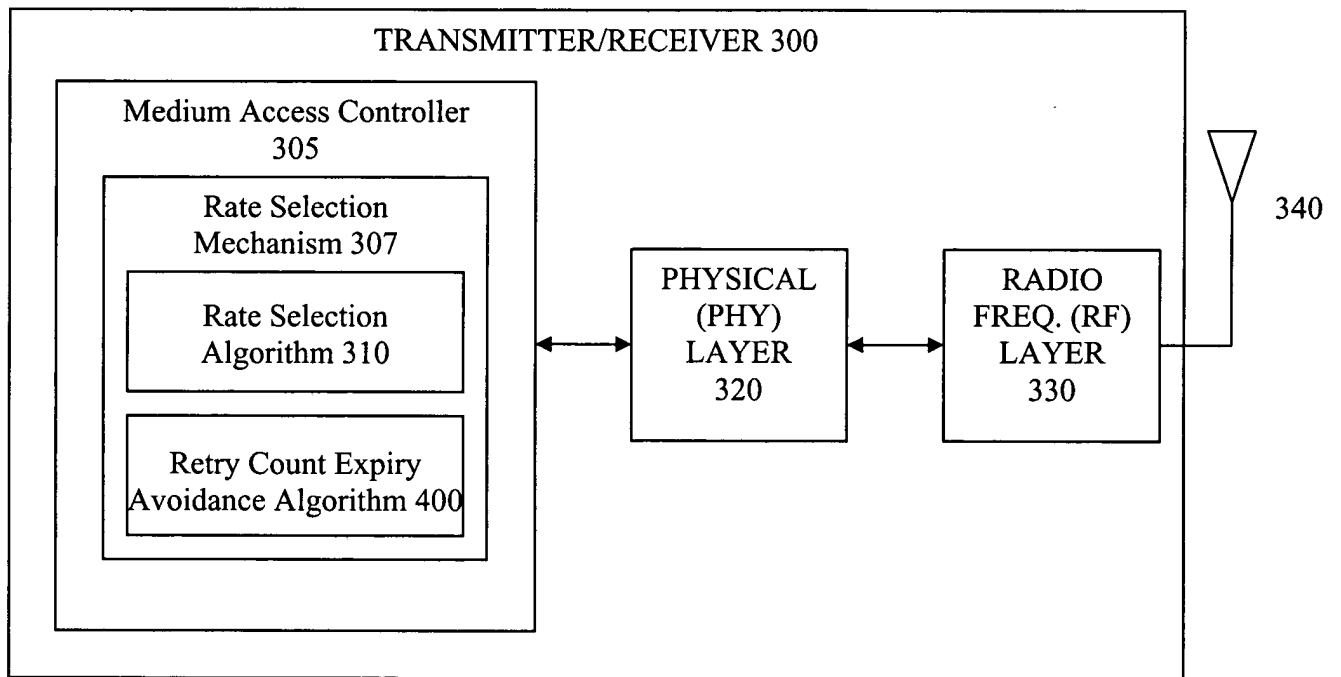 TRANSMITTER/RECEIVER 300
Medium Access Controller
305
Rate Selection
Mechanism 307
Rate Selection
Algorithm 310
Retry Count Expiry
Avoidance Algorithm 400
PHYSICAL
(PHY)
LAYER
320
RADIO
FREQ. (RF)
LAYER
330
340